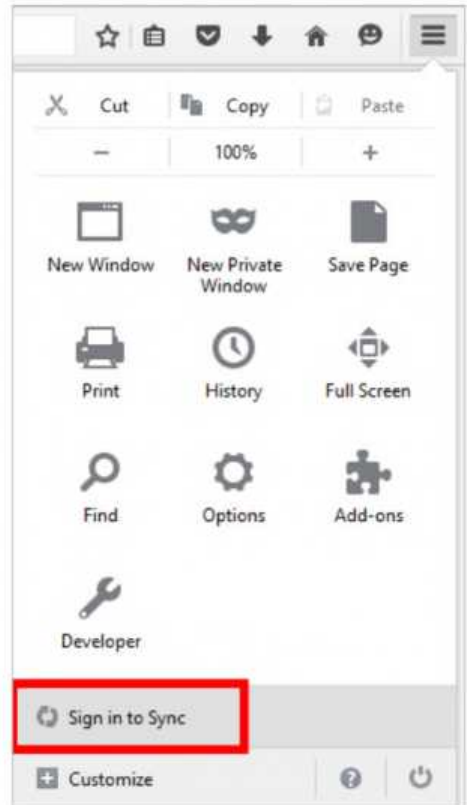 Cut Copy Paste
100%
New Window New Private Window Save Page
Print History Full Screen
Find Options Add-ons
Developer
Sign in to Sync
Customize